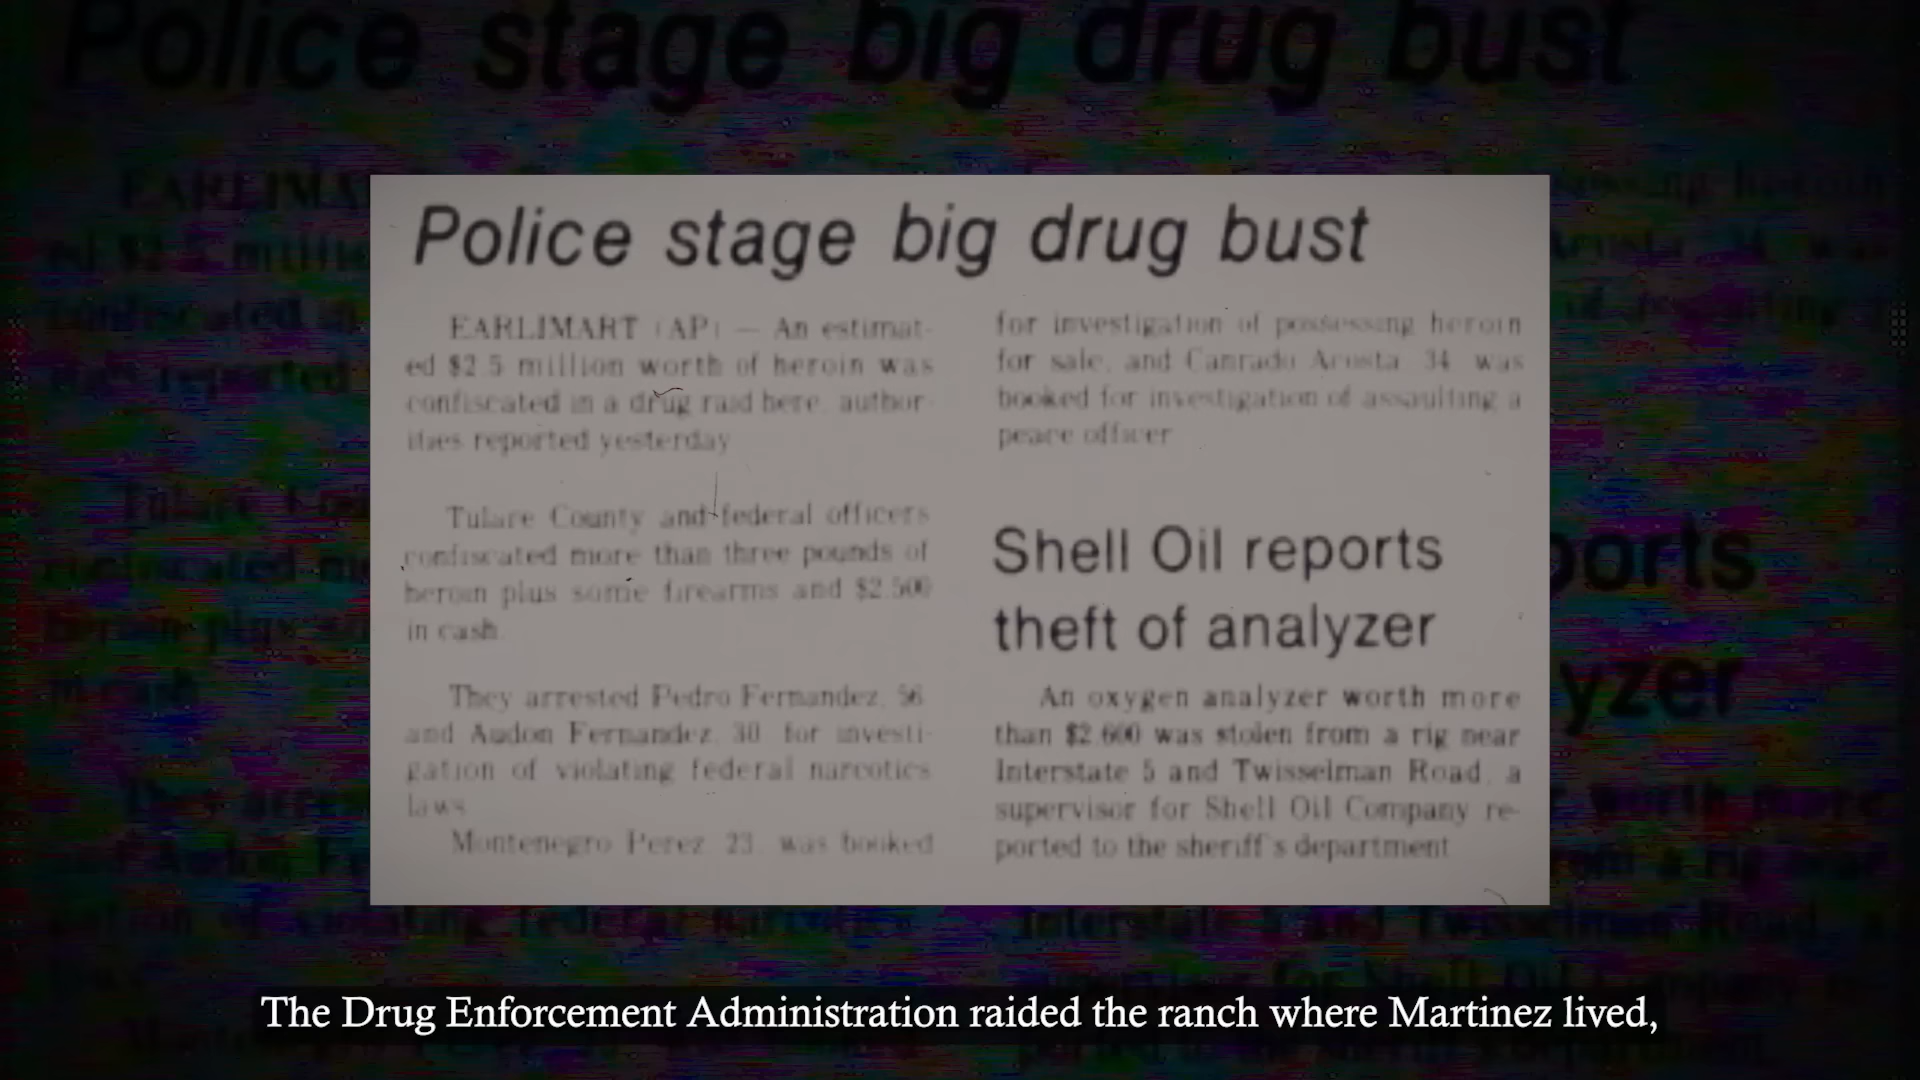 Police stage big drug bust
EARLIMART (AP) — An estimat-
ed $2.5 million worth of heroin was
confiscated in a drug raid here, author-
ities reported yesterday
Tulare County and federal officers
confiscated more than three pounds of
heroin plus some firearms and $2,500
in cash.
They arrested Pedro Fernandez, 56
and Audon Fernandez, 30, for investi-
gation of violating federal narcotics
laws
Montenegro Perez, 23, was booked
for investigation of possessing heroin
for sale, and Canrado Acosta, 34, was
booked for investigation of assaulting a
peace officer
Shell Oil reports
theft of analyzer
An oxygen analyzer worth more
than $2,600 was stolen from a rig near
Interstate 5 and Twisselman Road, a
supervisor for Shell Oil Company re-
ported to the sheriff's department
The Drug Enforcement Administration raided the ranch where Martinez lived,